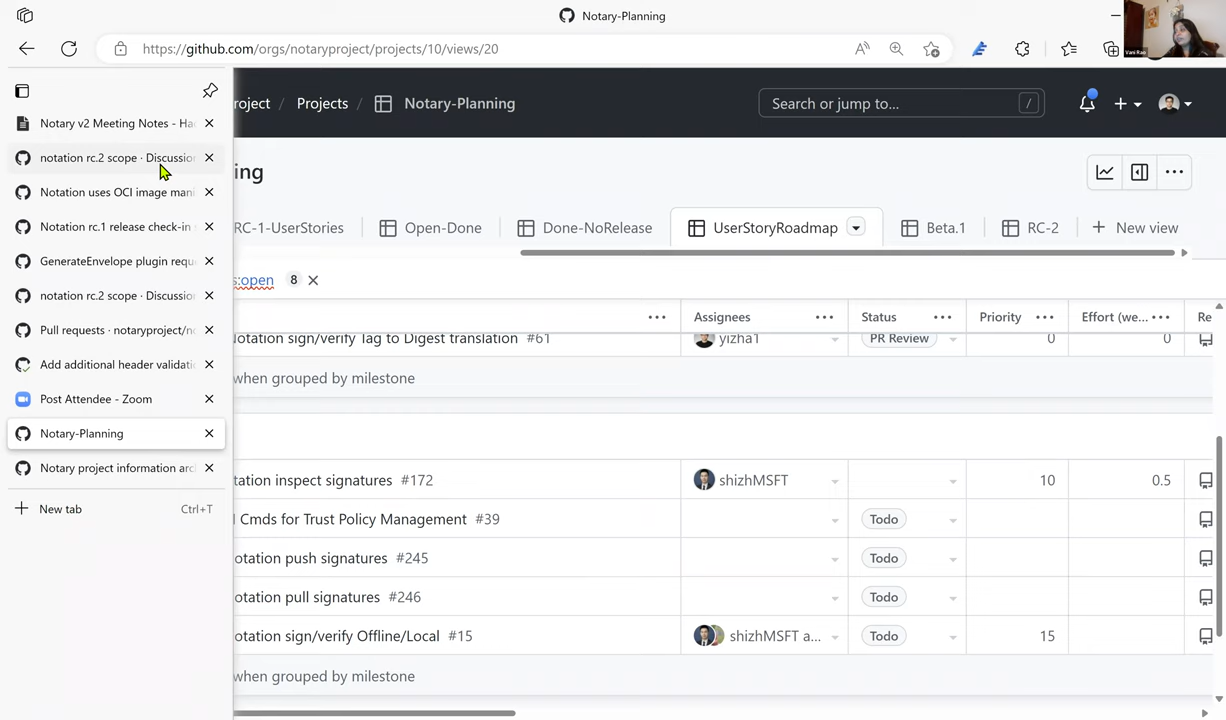 Notary-Planning
https://github.com/orgs/notaryproject/projects/10/views/20
Vani Rao
Notary v2 Meeting Notes - Ha
notation rc.2 scope · Discussion
Notation uses OCI image mani
Notation rc.1 release check-in
GenerateEnvelope plugin requ
notation rc.2 scope · Discussion
Pull requests · notaryproject/n
Add additional header validati
Post Attendee - Zoom
Notary-Planning
Notary project information arc
New tab Ctrl+T
roject / Projects / Notary-Planning
Search or jump to... /
ing
RC-1-UserStories Open-Done Done-NoRelease UserStoryRoadmap Beta.1 RC-2 + New view
s:open 8
Assignees Status Priority Effort (we... Re
otation sign/verify Tag to Digest translation #61 yizha1 PR Review 0 0
when grouped by milestone
tation inspect signatures #172 shizhMSFT 10 0.5
I Cmds for Trust Policy Management #39 Todo
otation push signatures #245 Todo
otation pull signatures #246 Todo
otation sign/verify Offline/Local #15 shizhMSFT a... Todo 15
when grouped by milestone